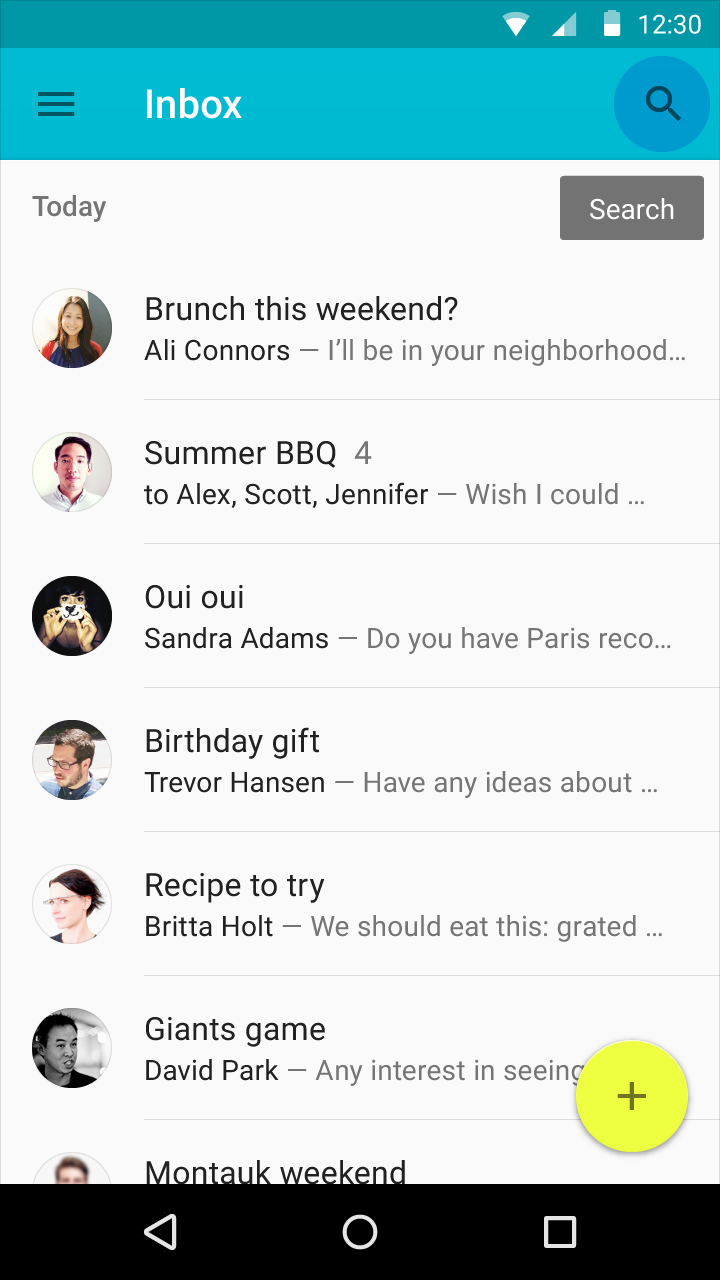 12:30
Inbox
Today
Search
Brunch this weekend?
Ali Connors — I’ll be in your neighborhood…
Summer BBQ 4
to Alex, Scott, Jennifer — Wish I could …
Oui oui
Sandra Adams — Do you have Paris reco…
Birthday gift
Trevor Hansen — Have any ideas about …
Recipe to try
Britta Holt — We should eat this: grated …
Giants game
David Park — Any interest in seeing
Montauk weekend